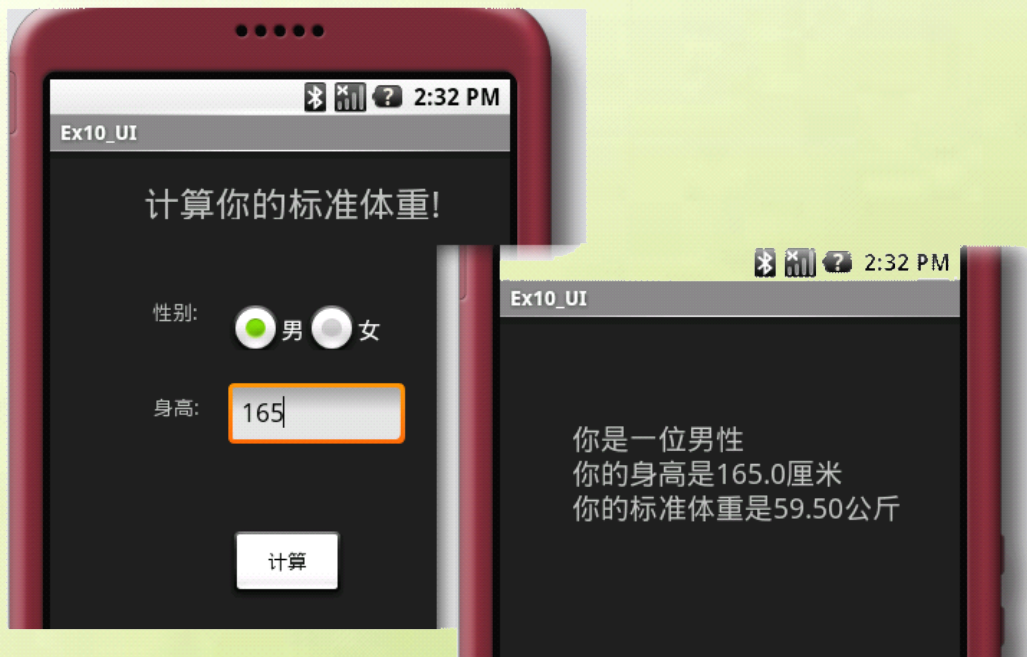 2:32 PM
Ex10_UI
计算你的标准体重!
性别:
男 女
身高:
165
计算
2:32 PM
Ex10_UI
你是一位男性
你的身高是165.0厘米
你的标准体重是59.50公斤